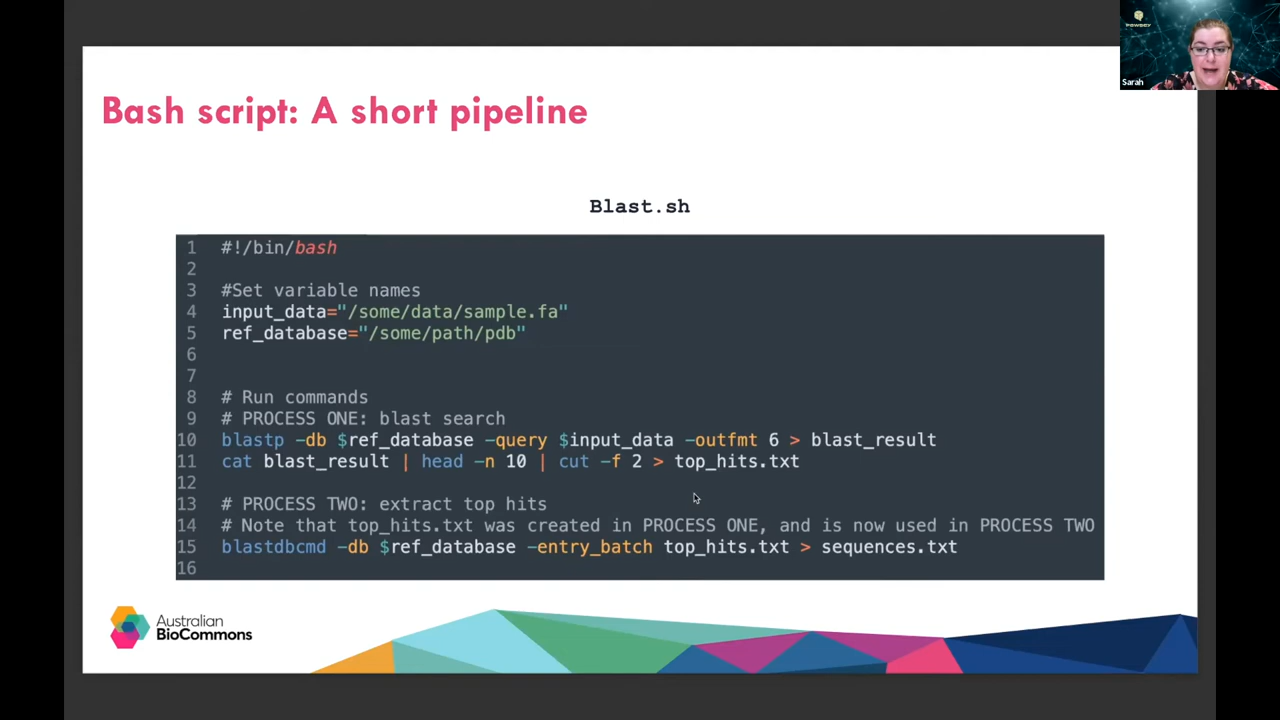 Bash script: A short pipeline
Sarah
Blast.sh
1 #!/bin/bash
2
3 #Set variable names
4 input_data="/some/data/sample.fa"
5 ref_database="/some/path/pdb"
6
7
8 # Run commands
9 # PROCESS ONE: blast search
10 blastp -db $ref_database -query $input_data -outfmt 6 > blast_result
11 cat blast_result | head -n 10 | cut -f 2 > top_hits.txt
12
13 # PROCESS TWO: extract top hits
14 # Note that top_hits.txt was created in PROCESS ONE, and is now used in PROCESS TWO
15 blastdbcmd -db $ref_database -entry_batch top_hits.txt > sequences.txt
16
Australian
BioCommons